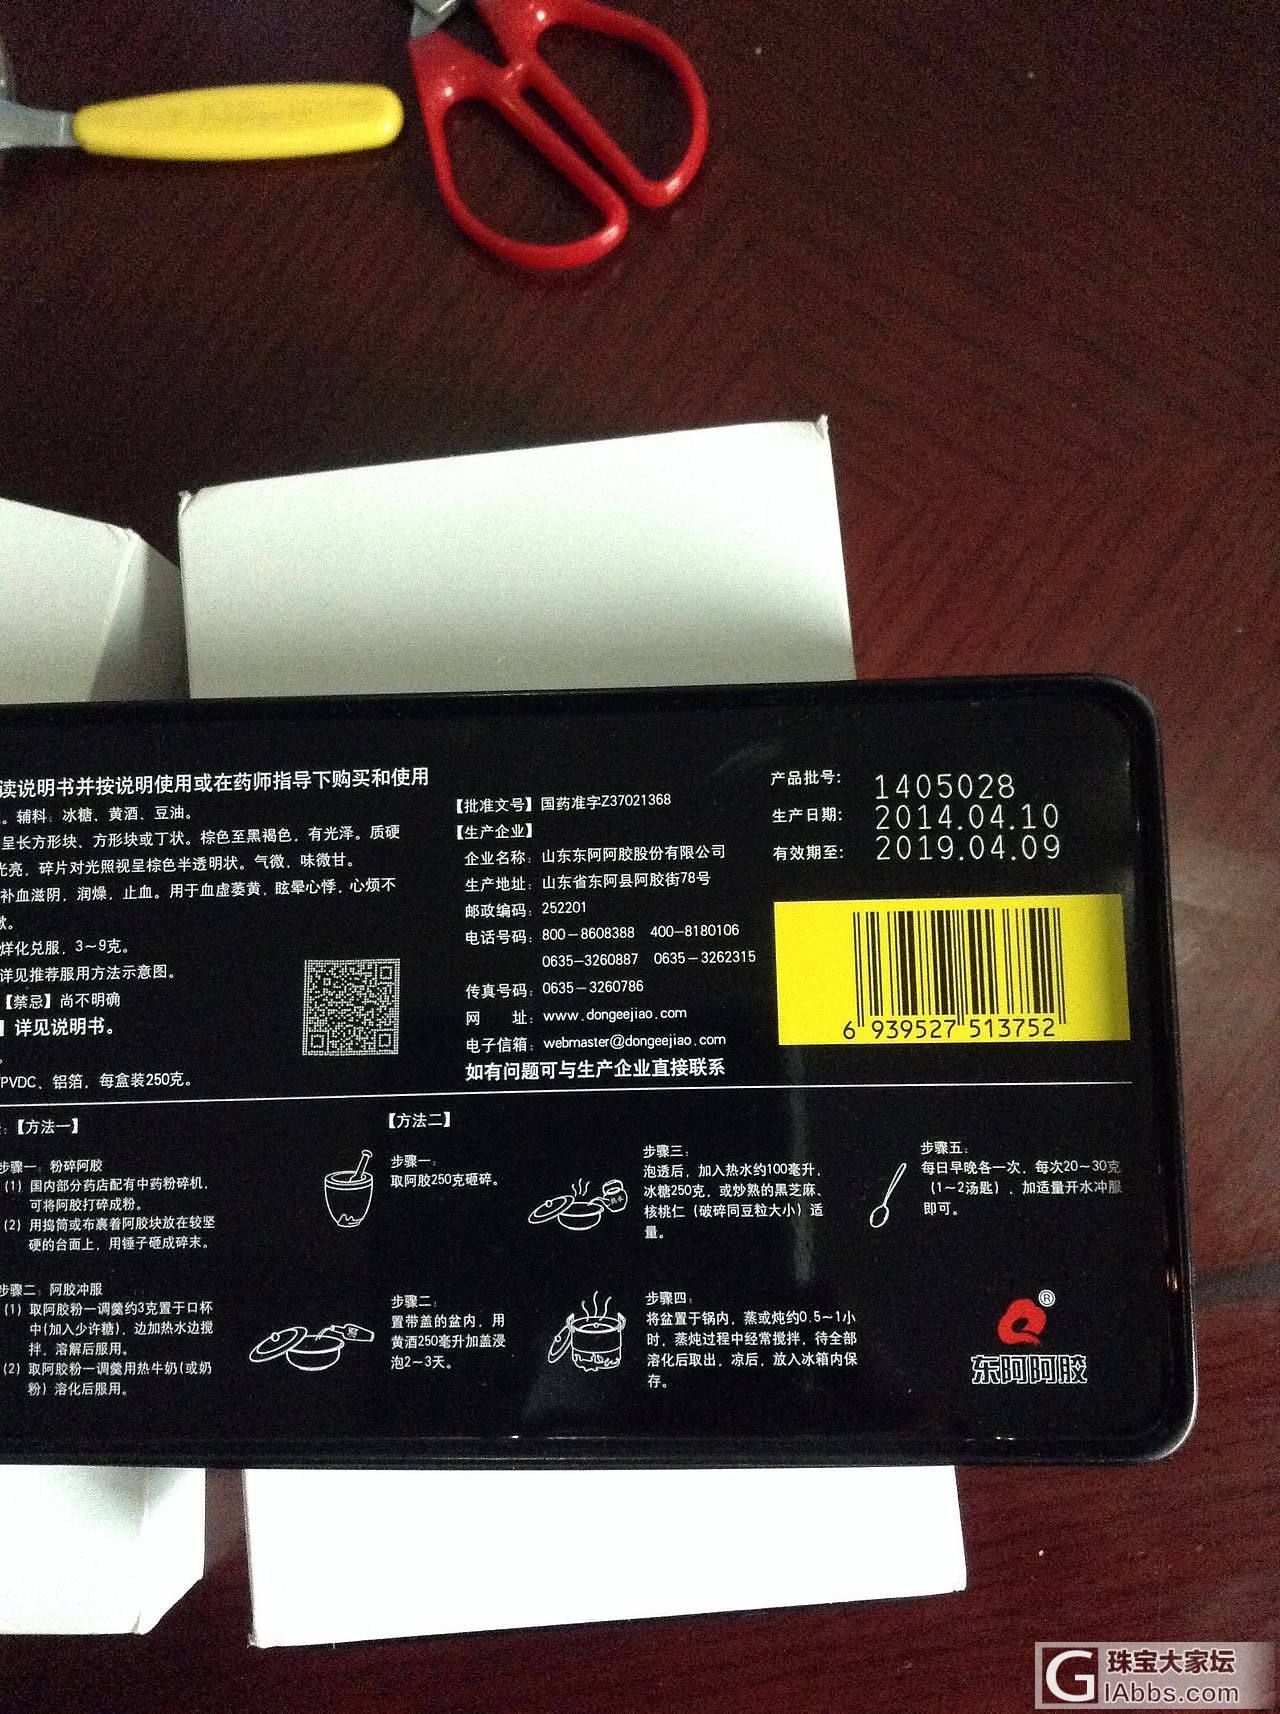 读说明书并按说明使用或在药师指导下购买和使用
。辅料：冰糖、黄酒、豆油。
呈长方形块、方形块或丁状。棕色至黑褐色，有光泽。质硬
光亮，碎片对光照视呈棕色半透明状。气微，味微甘。
补血滋阴，润燥，止血。用于血虚萎黄，眩晕心悸，心烦不
嗽。
烊化兑服，3～9克。
详见推荐服用方法示意图。
【禁忌】尚不明确
】详见说明书。
PVDC、铝箔，每盒装250克。
【批准文号】国药准字Z37021368
【生产企业】
企业名称：山东东阿阿胶股份有限公司
生产地址：山东省东阿县阿胶街78号
邮政编码：252201
电话号码：800－8608388 400-8180106
0635-3260887 0635－3262315
传真号码：0635－3260786
网 址：www.dongeejiao.com
电子信箱：webmaster@dongeejiao.com
如有问题可与生产企业直接联系
产品批号：1405028
生产日期：2014.04.10
有效期至：2019.04.09
6 939527 513752
：【方法一】
步骤一：粉碎阿胶
(1) 国内部分药店配有中药粉碎机，
可将阿胶打碎成粉。
(2) 用捣筒或布裹着阿胶块放在较坚
硬的台面上，用锤子砸成碎末。
步骤二：阿胶冲服
(1) 取阿胶粉一调羹约3克置于口杯
中(加入少许糖)，边加热水边搅
拌，溶解后服用。
(2) 取阿胶粉一调羹用热牛奶(或奶
粉) 溶化后服用。
【方法二】
步骤一：
取阿胶250克砸碎。
步骤二：
置带盖的盆内，用
黄酒250毫升加盖浸
泡2～3天。
步骤三：
泡透后，加入热水约100毫升，
冰糖250克，或炒熟的黑芝麻、
核桃仁（破碎同豆粒大小）适
量。
步骤四：
将盆置于锅内，蒸或炖约0.5～1小
时，蒸炖过程中经常搅拌，待全部
溶化后取出，凉后，放入冰箱内保
存。
步骤五：
每日早晚各一次，每次20～30克
（1～2汤匙），加适量开水冲服
即可。
®
东阿阿胶
G 珠宝大家坛
IAbbs.com